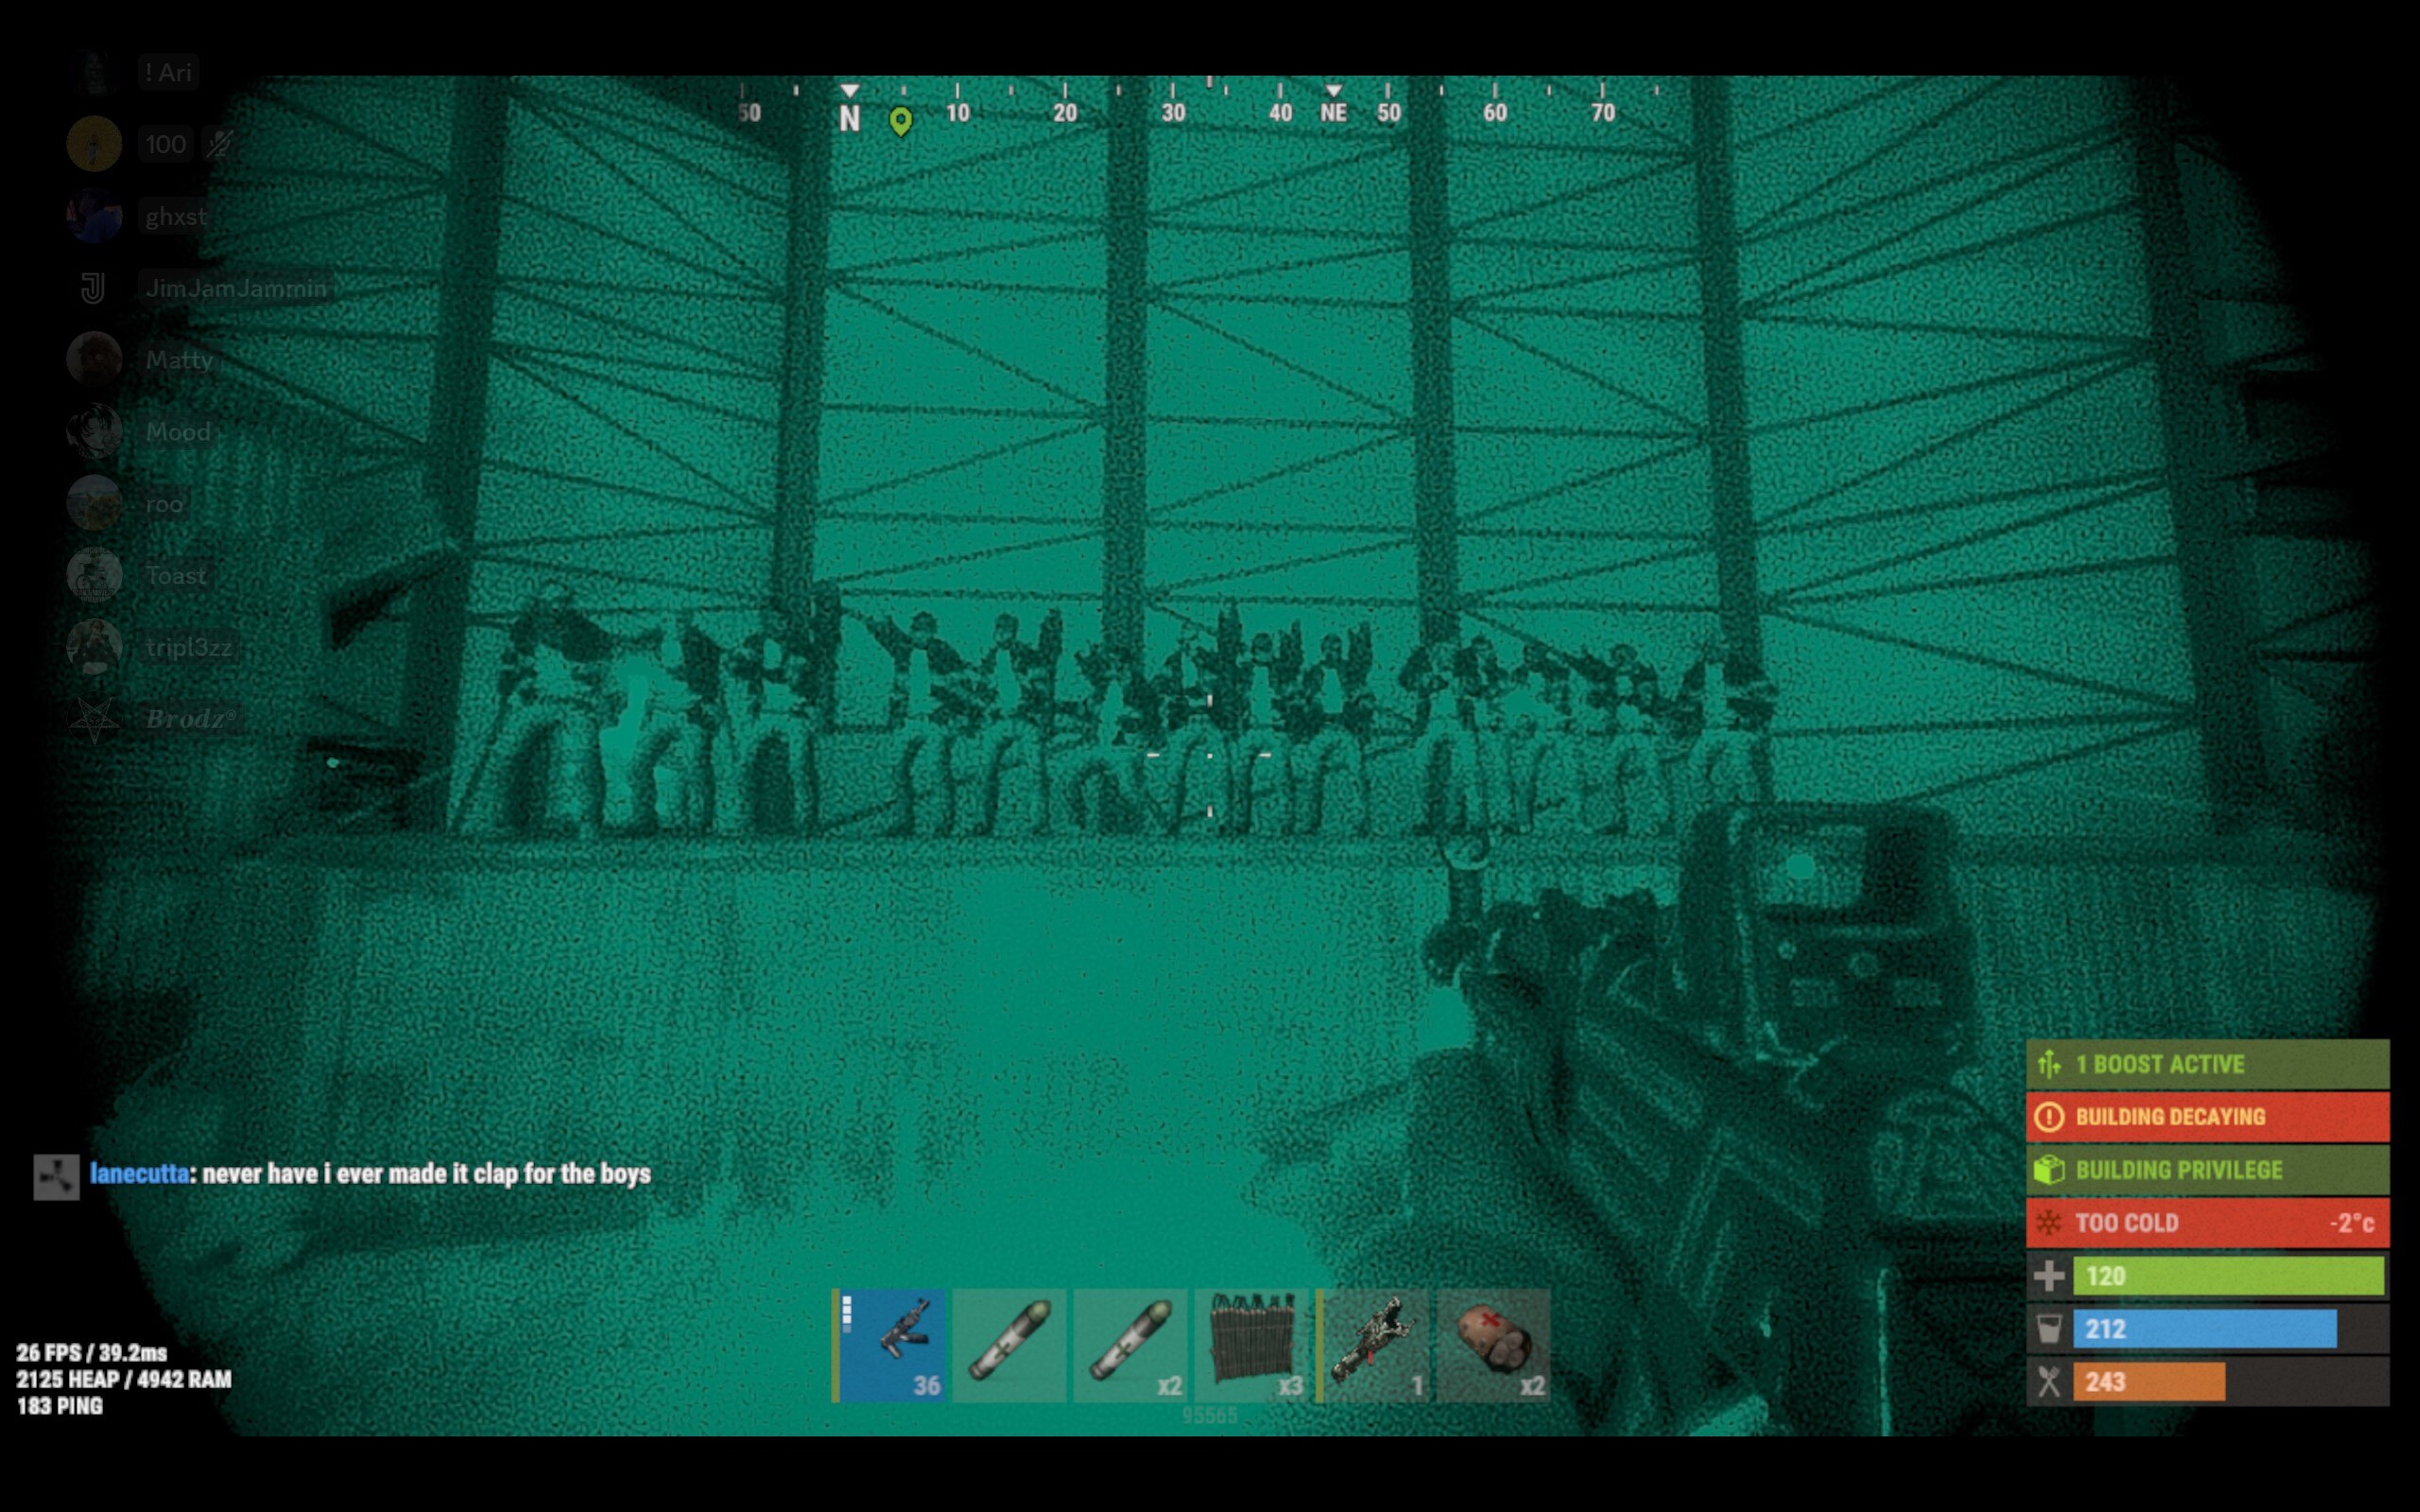 ! Ari
100
ghxst
JimJamJammin
Matty
Mood
roo
Toast
tripl3zz
Brodz®
50 N 10 20 30 40 NE 50 60 70
lanecutta: never have i ever made it clap for the boys
26 FPS / 39.2ms
2125 HEAP / 4942 RAM
183 PING
36 x2 x3 1 x2
95565
1 BOOST ACTIVE
BUILDING DECAYING
BUILDING PRIVILEGE
TOO COLD -2°c
120
212
243